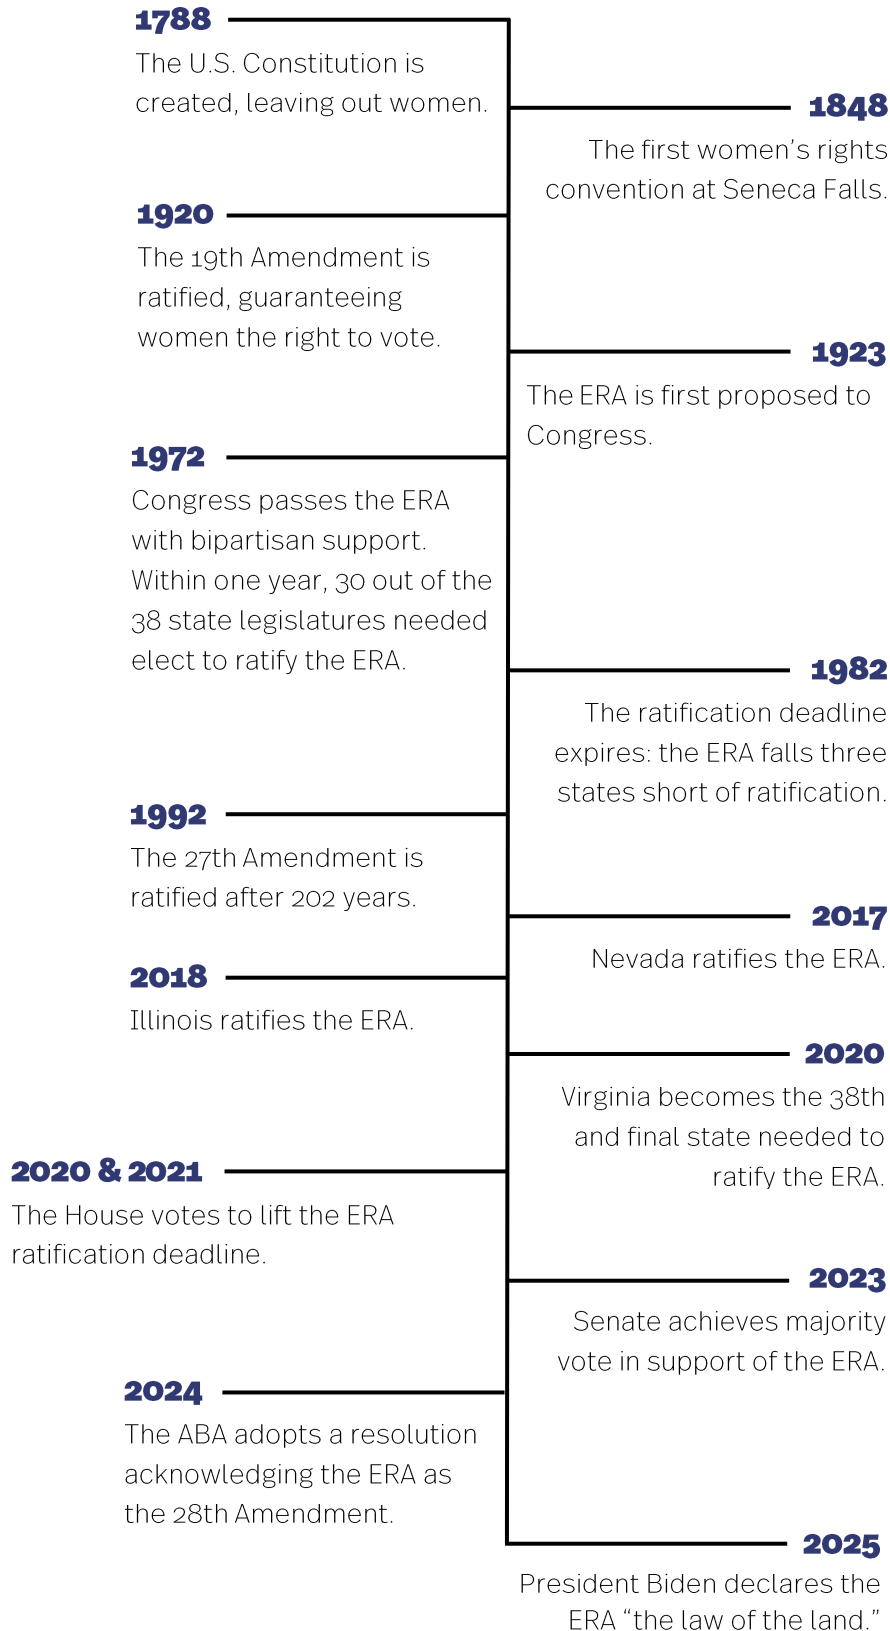 1788
The U.S. Constitution is
created, leaving out women.
1848
The first women’s rights
convention at Seneca Falls.
1920
The 19th Amendment is
ratified, guaranteeing
women the right to vote.
1923
The ERA is first proposed to
Congress.
1972
Congress passes the ERA
with bipartisan support.
Within one year, 30 out of the
38 state legislatures needed
elect to ratify the ERA.
1982
The ratification deadline
expires: the ERA falls three
states short of ratification.
1992
The 27th Amendment is
ratified after 202 years.
2017
Nevada ratifies the ERA.
2018
Illinois ratifies the ERA.
2020
Virginia becomes the 38th
and final state needed to
ratify the ERA.
2020 & 2021
The House votes to lift the ERA
ratification deadline.
2023
Senate achieves majority
vote in support of the ERA.
2024
The ABA adopts a resolution
acknowledging the ERA as
the 28th Amendment.
2025
President Biden declares the
ERA “the law of the land.”